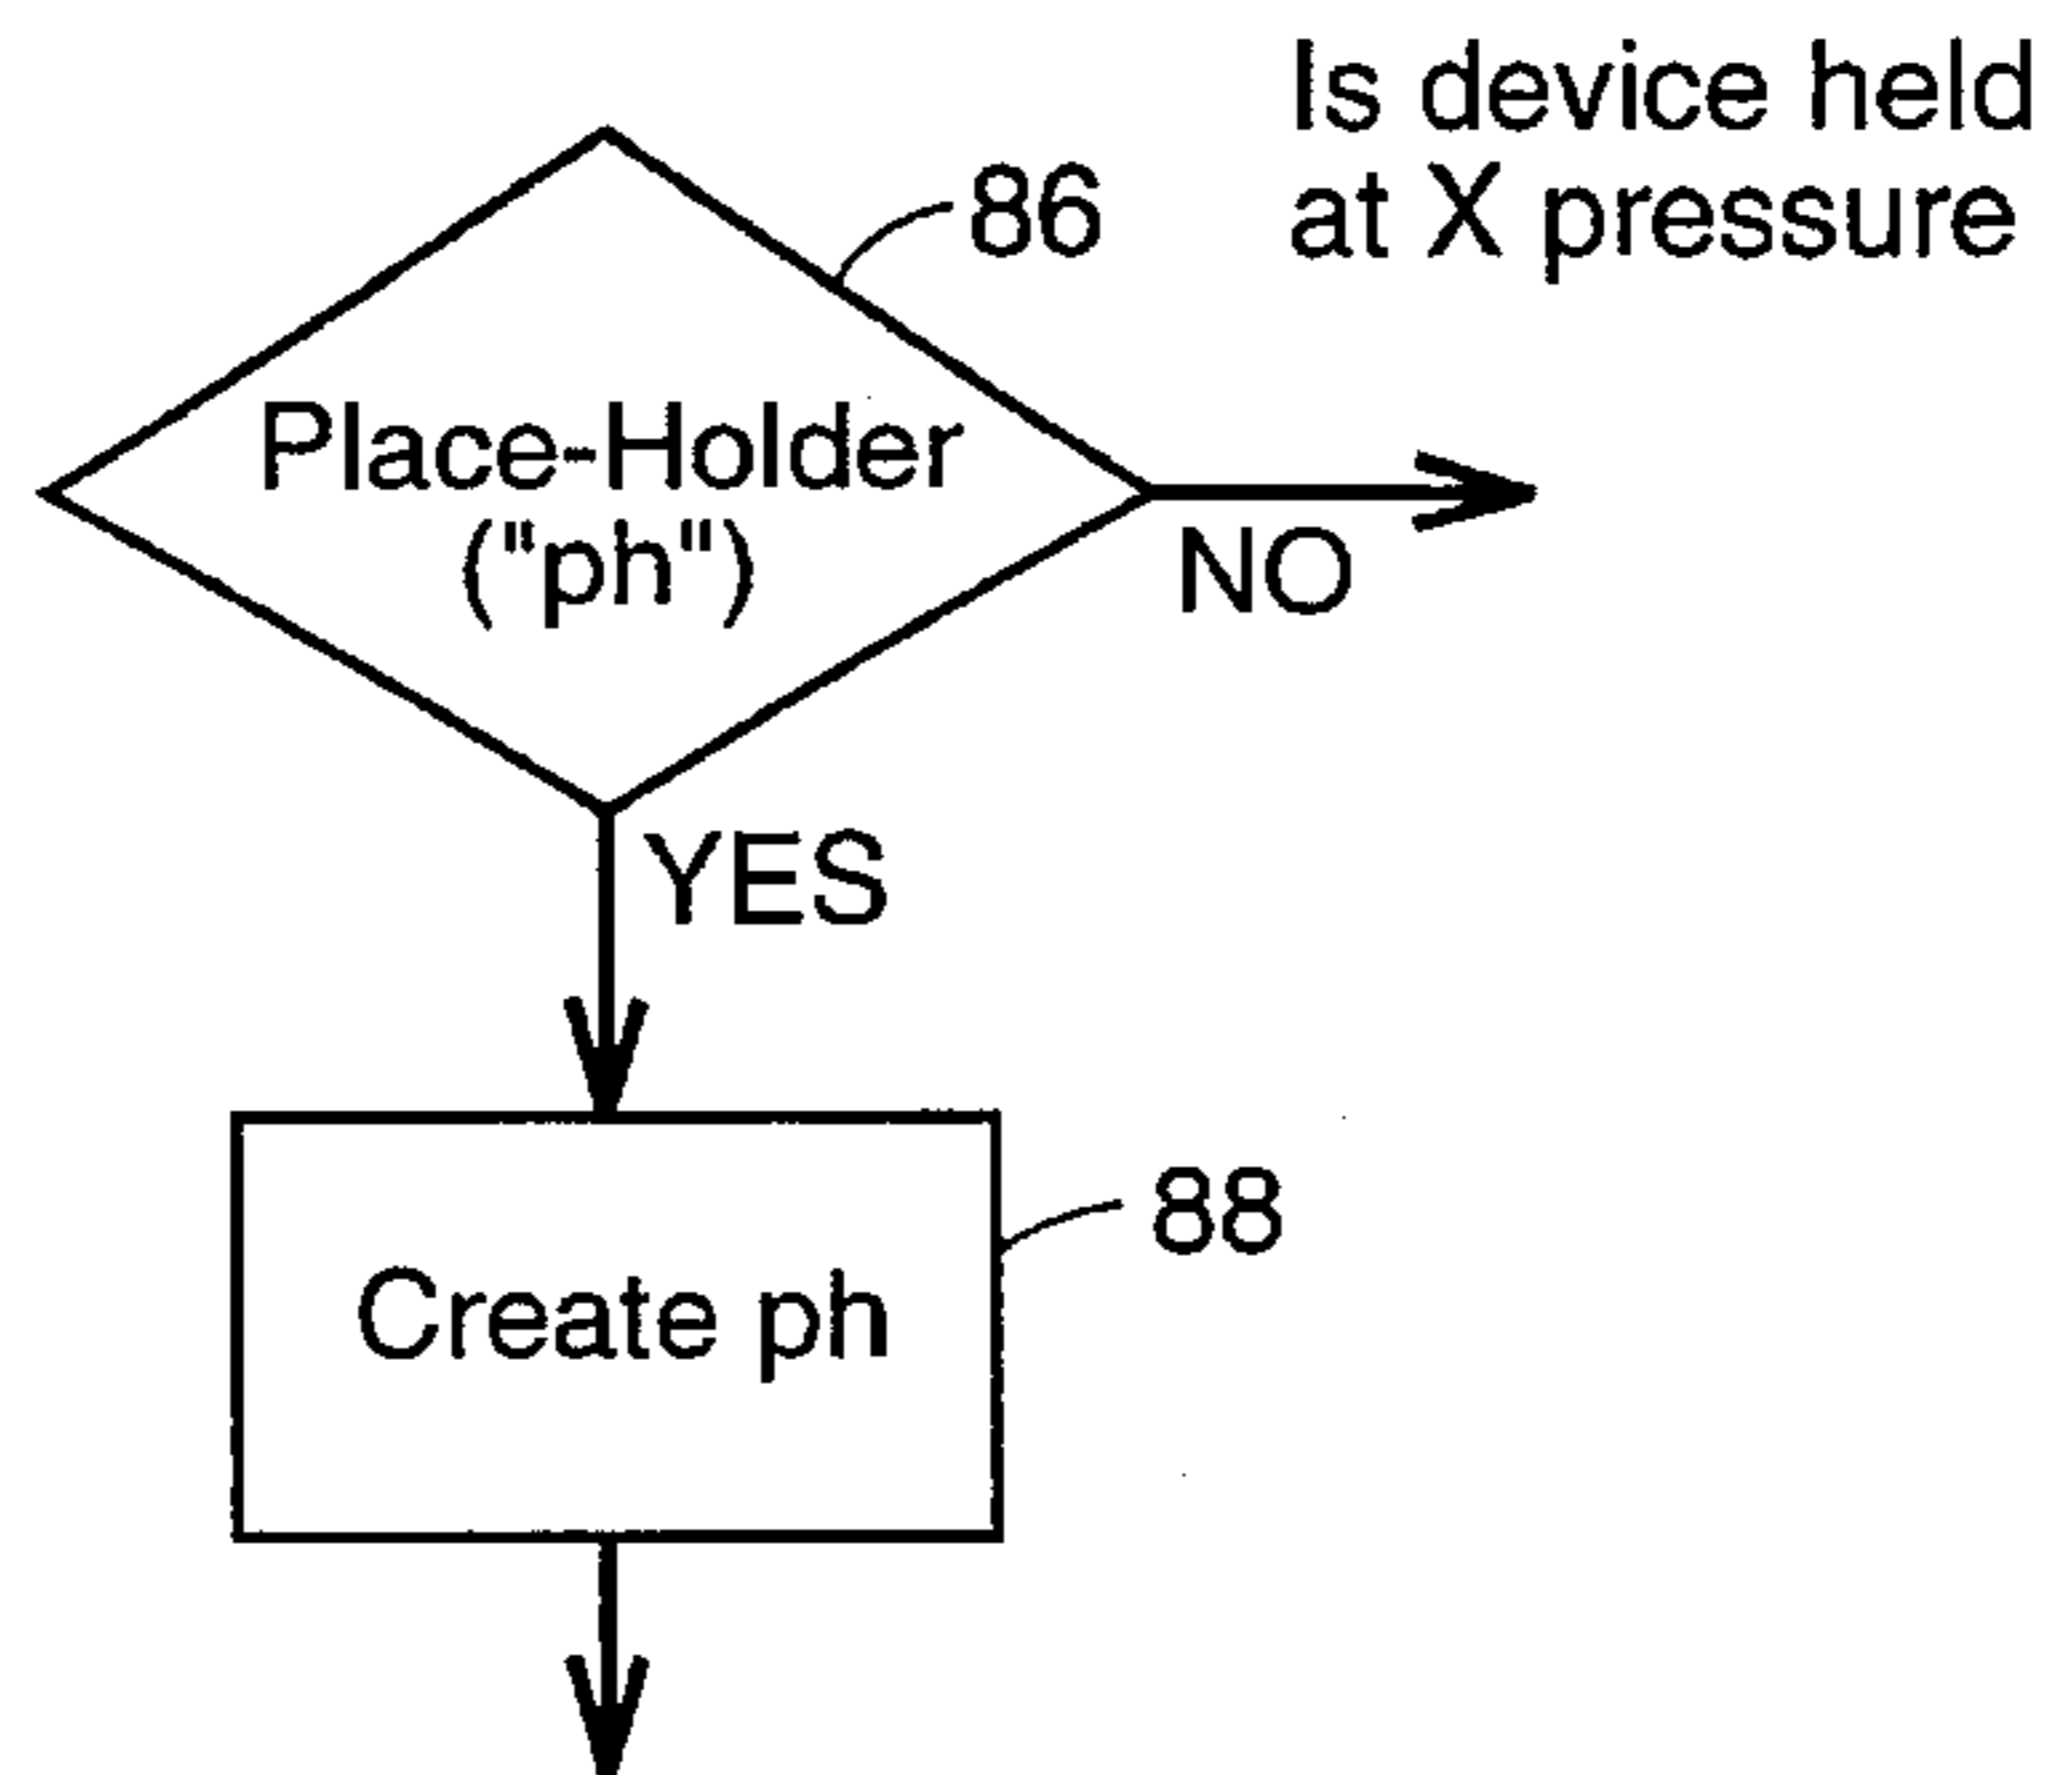 Is device held
at X pressure
86
Place-Holder
("ph")
NO
YES
88
Create ph